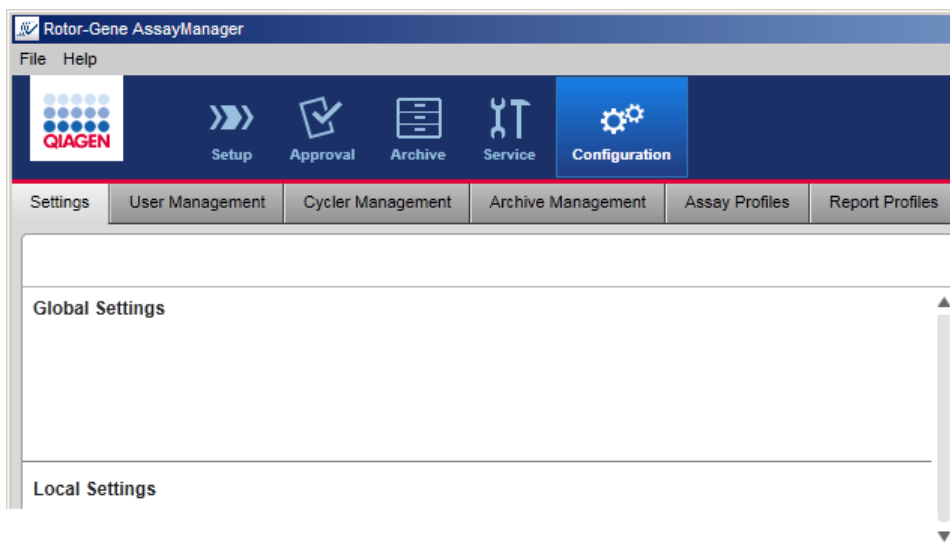 Rotor-Gene AssayManager
File Help
QIAGEN
Setup Approval Archive Service Configuration
Settings User Management Cycler Management Archive Management Assay Profiles Report Profiles
Global Settings
Local Settings